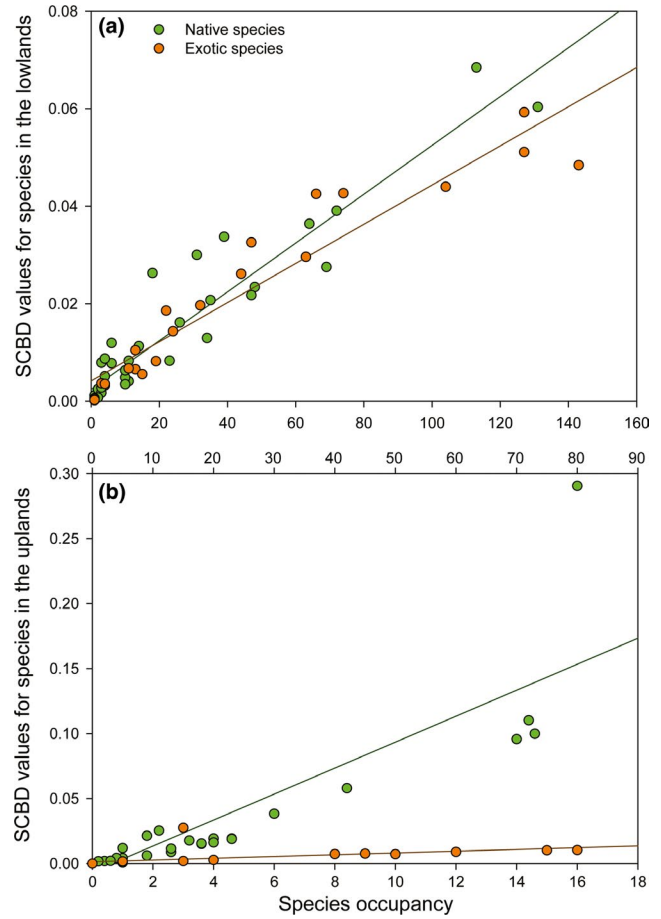 (a)
Native species
Exotic species
SCBD values for species in the lowlands
0.08
0.06
0.04
0.02
0.00
0 20 40 60 80 100 120 140 160
0 10 20 30 40 50 60 70 80 90
(b)
SCBD values for species in the uplands
0.30
0.25
0.20
0.15
0.10
0.05
0.00
0 2 4 6 8 10 12 14 16 18
Species occupancy